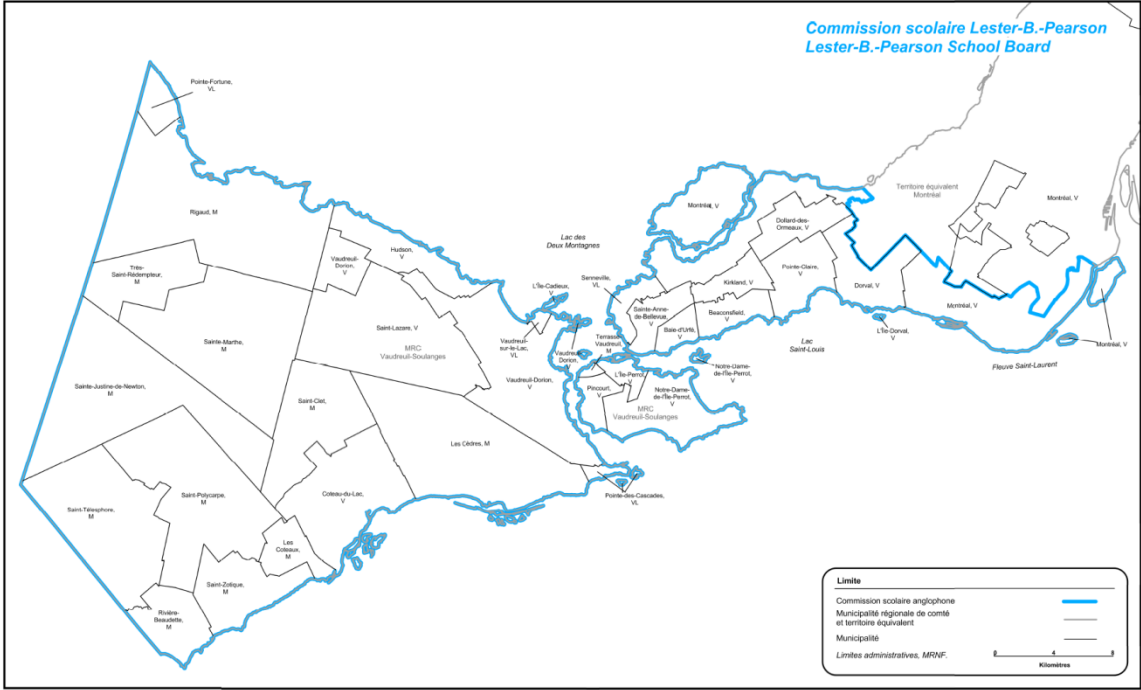 Commission scolaire Lester-B.-Pearson
Lester-B.-Pearson School Board
Pointe-Fortune,
VL
Rigaud, M
Très-
Saint-Rédempteur,
M
Sainte-Marthe,
M
Sainte-Justine-de-Newton,
M
Hudson,
V
Vaudreuil-
Dorion,
V
Saint-Lazare, V
MRC
Vaudreuil-Soulanges
Saint-Clet,
M
Lac des
Deux Montagnes
L'Île-Cadieux,
V
Vaudreuil-
sur-le-Lac,
VL
Vaudreuil-
Dorion,
V
Vaudreuil-Dorion,
V
Terrasse-
Vaudreuil,
M
L'Île-Perrot,
V
Pincourt,
V
Notre-Dame-
de-l'Île-Perrot,
V
MRC
Vaudreuil-Soulanges
Notre-Dame-
de-l'Île-Perrot,
V
Les Cèdres, M
Pointe-des-Cascades,
VL
Coteau-du-Lac,
V
Les
Coteaux,
M
Saint-Polycarpe,
M
Saint-Télesphore,
M
Saint-Zotique,
M
Rivière-
Beaudette,
M
Montréal, V
Senneville,
VL
Sainte-Anne-
de-Bellevue,
V
Baie-d'Urfé,
V
Kirkland, V
Beaconsfield,
V
Dollard-des-
Ormeaux, V
Pointe-Claire,
V
Dorval, V
L'Île-Dorval,
V
Lac
Saint-Louis
Territoire équivalent
Montréal
Montréal, V
Montréal, V
Montréal, V
Fleuve Saint-Laurent
Limite
Commission scolaire anglophone
Municipalité régionale de comté
et territoire équivalent
Municipalité
Limites administratives, MRNF.
0 4 8
Kilomètres